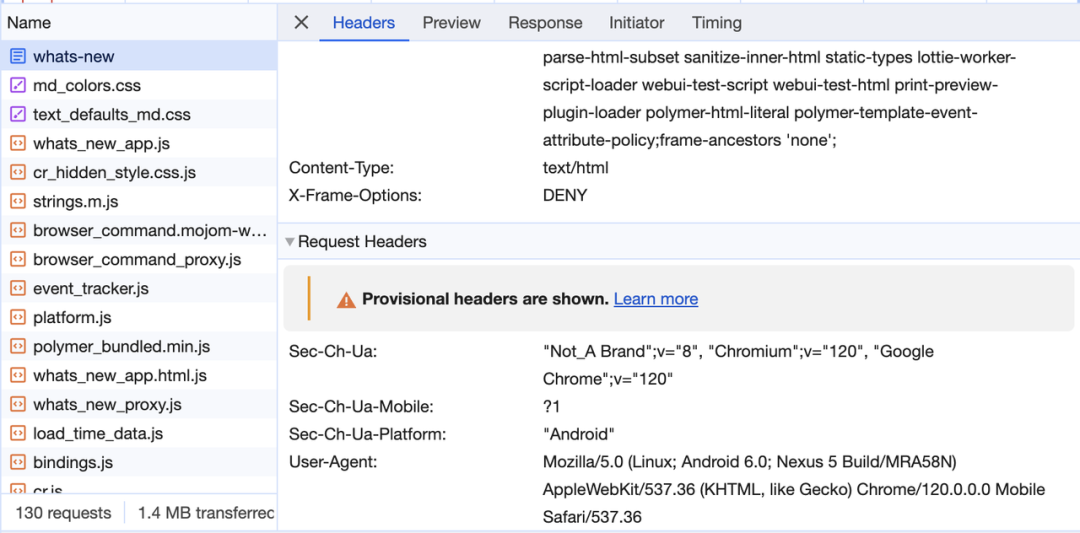 Name
whats-new
md_colors.css
text_defaults_md.css
whats_new_app.js
cr_hidden_style.css.js
strings.m.js
browser_command.mojom-w...
browser_command_proxy.js
event_tracker.js
platform.js
polymer_bundled.min.js
whats_new_app.html.js
whats_new_proxy.js
load_time_data.js
bindings.js
cr.js
130 requests 1.4 MB transferred
Headers Preview Response Initiator Timing
parse-html-subset sanitize-inner-html static-types lottie-worker-
script-loader webui-test-script webui-test-html print-preview-
plugin-loader polymer-html-literal polymer-template-event-
attribute-policy;frame-ancestors 'none';
Content-Type: text/html
X-Frame-Options: DENY
Request Headers
Provisional headers are shown. Learn more
Sec-Ch-Ua: "Not_A Brand";v="8", "Chromium";v="120", "Google
Chrome";v="120"
Sec-Ch-Ua-Mobile: ?1
Sec-Ch-Ua-Platform: "Android"
User-Agent: Mozilla/5.0 (Linux; Android 6.0; Nexus 5 Build/MRA58N)
AppleWebKit/537.36 (KHTML, like Gecko) Chrome/120.0.0.0 Mobile
Safari/537.36